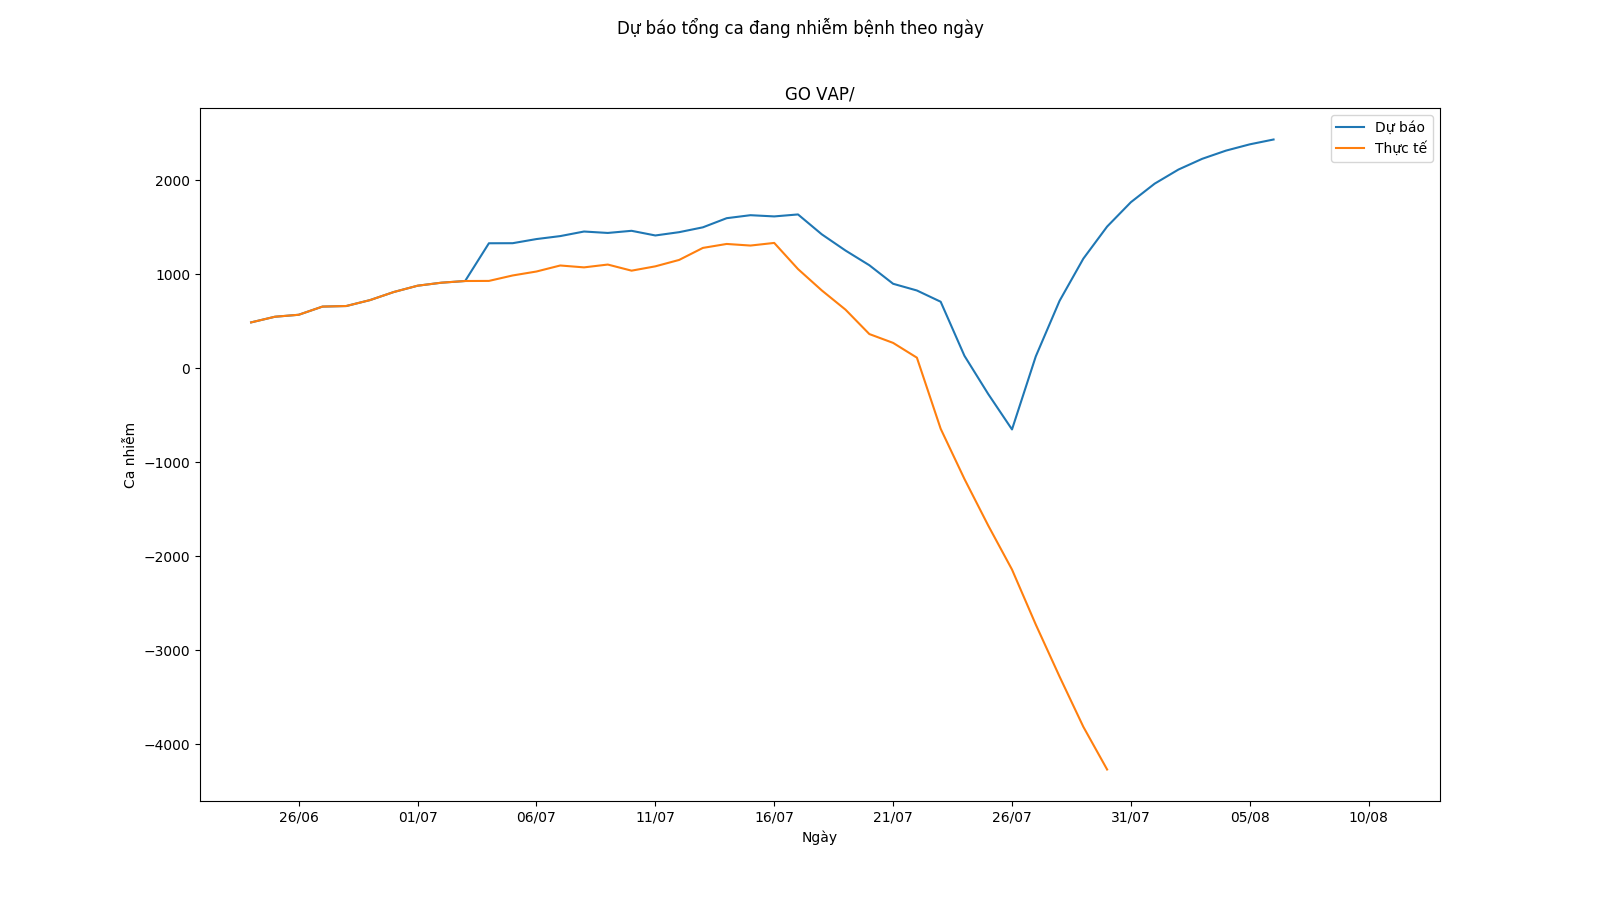 Dự báo tổng ca đang nhiễm bệnh theo ngày
GO VAP/
Dự báo
Thực tế
2000
1000
0
−1000
−2000
−3000
−4000
Ca nhiễm
26/06
01/07
06/07
11/07
16/07
21/07
26/07
31/07
05/08
10/08
Ngày